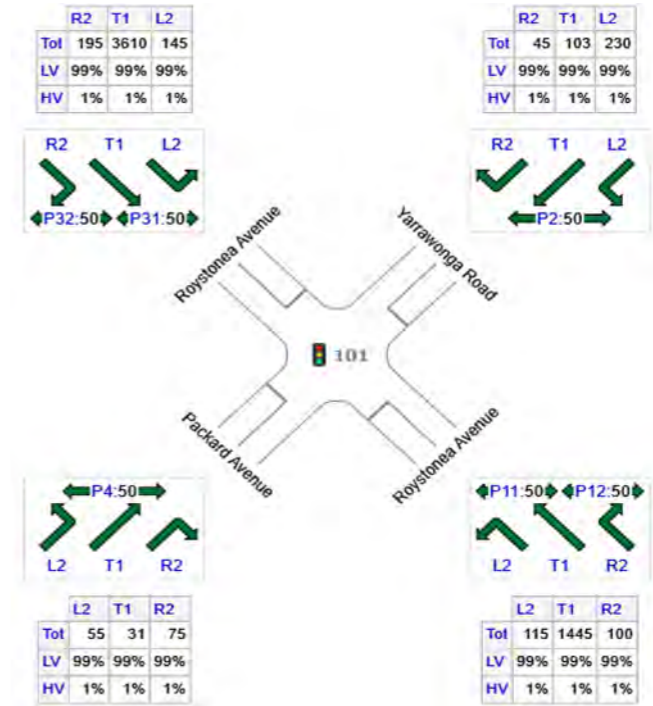 R2 T1 L2
Tot 195 3610 145
LV 99% 99% 99%
HV 1% 1% 1%
R2 T1 L2
Tot 45 103 230
LV 99% 99% 99%
HV 1% 1% 1%
R2 T1 L2
P32:50 P31:50
R2 T1 L2
P2:50
Roystonea Avenue
Yarrawonga Road
101
Packard Avenue
Roystonea Avenue
P4:50
L2 T1 R2
P11:50 P12:50
L2 T1 R2
L2 T1 R2
Tot 55 31 75
LV 99% 99% 99%
HV 1% 1% 1%
L2 T1 R2
Tot 115 1445 100
LV 99% 99% 99%
HV 1% 1% 1%